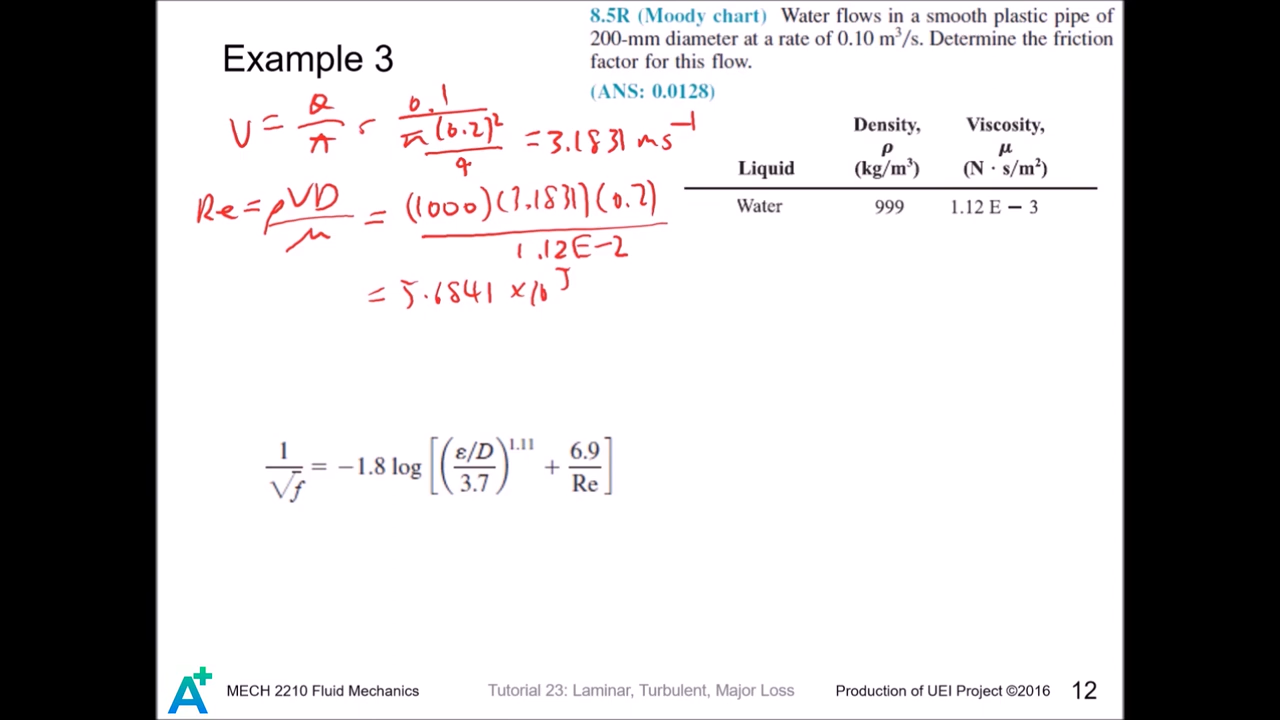 Example 3
8.5R (Moody chart) Water flows in a smooth plastic pipe of
200-mm diameter at a rate of 0.10 m³/s. Determine the friction
factor for this flow.
(ANS: 0.0128)
V = Q/A = 0.1/(π(0.2)²/4) = 3.1831 ms⁻¹
Re = ρVD/μ = (1000)(3.1831)(0.2)/1.12E-2
= 5.6841 ×10⁵
Density, Viscosity,
ρ μ
Liquid (kg/m³) (N · s/m²)
Water 999 1.12 E − 3
1/√f = −1.8 log [((ε/D)/3.7)^1.11 + 6.9/Re]
A+ MECH 2210 Fluid Mechanics Tutorial 23: Laminar, Turbulent, Major Loss Production of UEI Project ©2016 12